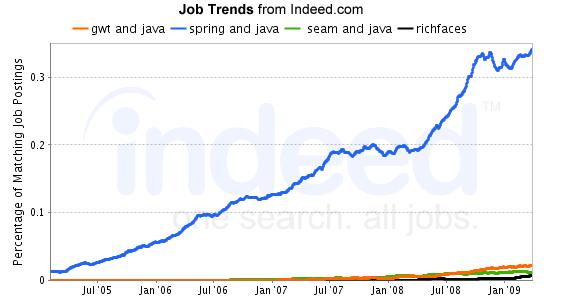 Job Trends from Indeed.com
gwt and java spring and java seam and java richfaces
Percentage of Matching Job Postings
0.3
0.2
0.1
0
indeed™
one search. all jobs.
Jul'05 Jan'06 Jul'06 Jan'07 Jul'07 Jan'08 Jul'08 Jan'09